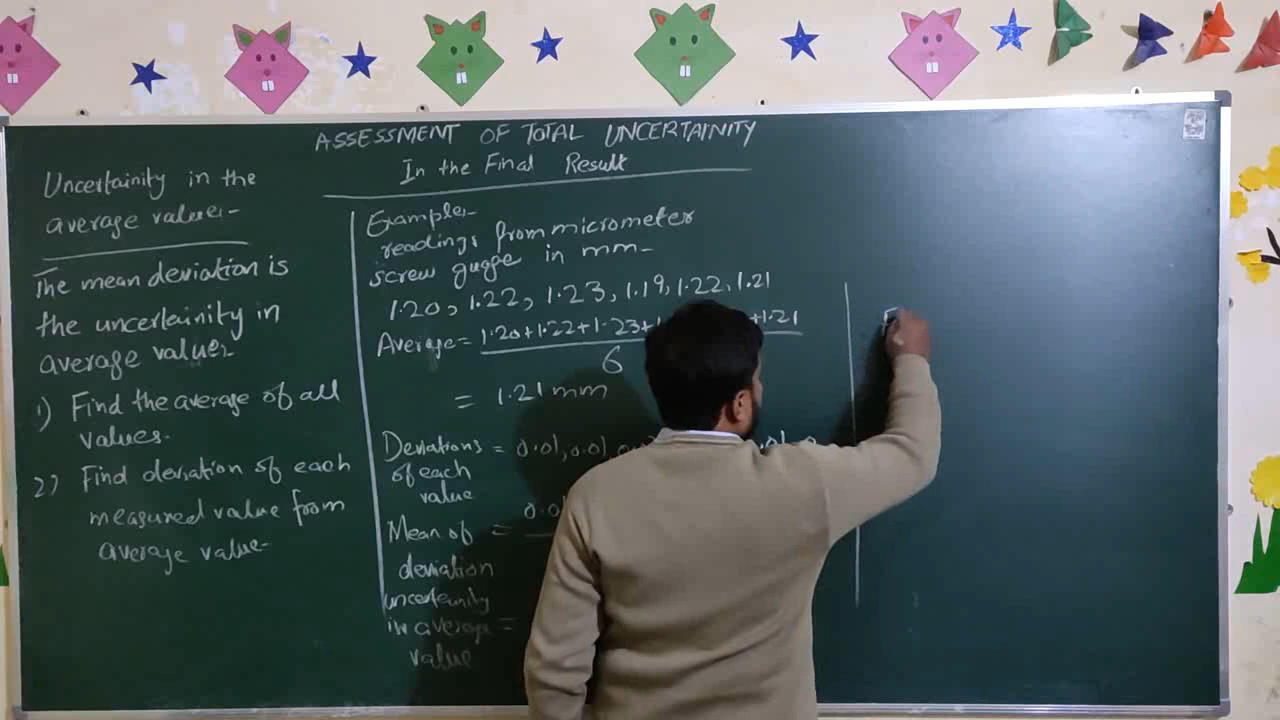 ASSESSMENT OF TOTAL UNCERTAINITY
In the Final Result
Uncertainity in the
average value:-
The mean deviation is
the uncertainity in
average value.
1) Find the average of all
values.
2) Find deviation of each
measured value from
average value-
Example:-
readings from micrometer
screw guage in mm-
1.20, 1.22, 1.23, 1.19, 1.22, 1.21
Average = 1.20+1.22+1.23+ +1.21
6
= 1.21 mm
Deviations = 0.01, 0.01,
of each
value
Mean of =
deviation
uncertainity
in average =
value